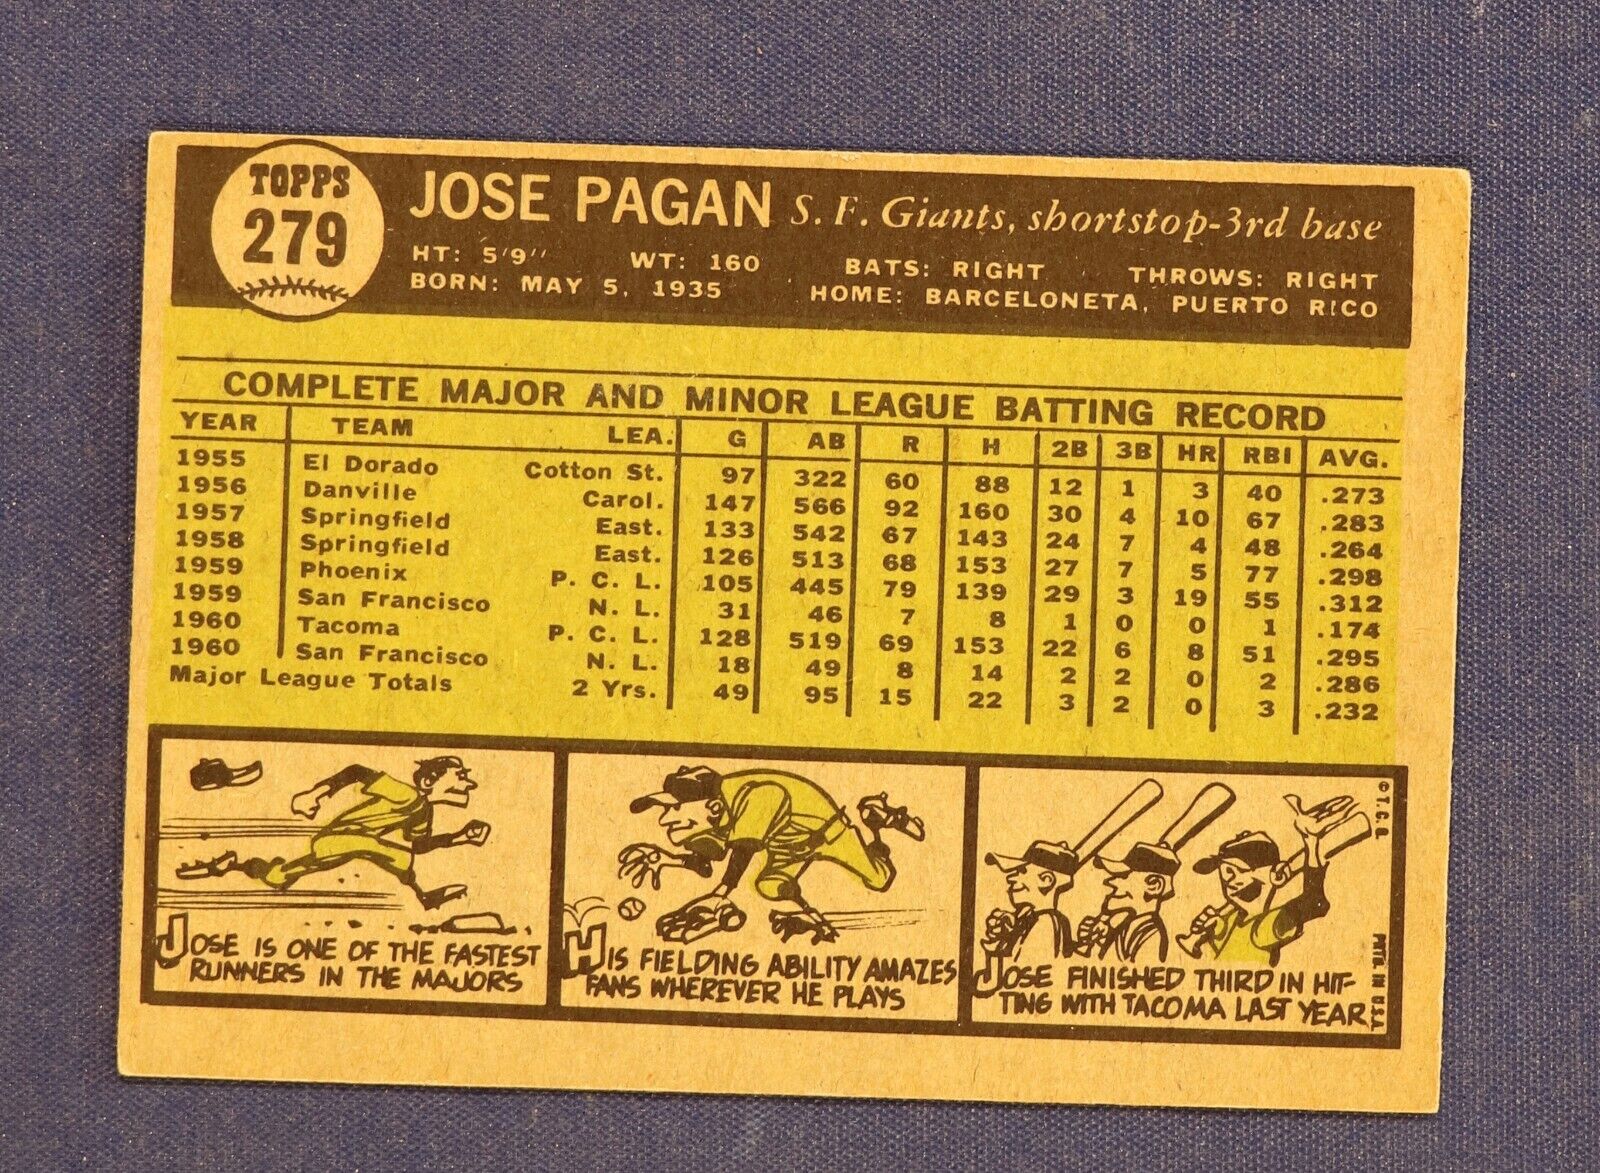 TOPPS
279
JOSE PAGAN S. F. Giants, shortstop-3rd base
HT: 5'9" WT: 160 BATS: RIGHT THROWS: RIGHT
BORN: MAY 5, 1935 HOME: BARCELONETA, PUERTO RICO
COMPLETE MAJOR AND MINOR LEAGUE BATTING RECORD
YEAR TEAM LEA. G AB R H 2B 3B HR RBI AVG.
1955 El Dorado Cotton St. 97 322 60 88 12 1 3 40 .273
1956 Danville Carol. 147 566 92 160 30 4 10 67 .283
1957 Springfield East. 133 542 67 143 24 7 4 48 .264
1958 Springfield East. 126 513 68 153 27 7 5 77 .298
1959 Phoenix P. C. L. 105 445 79 139 29 3 19 55 .312
1959 San Francisco N. L. 31 46 7 8 1 0 0 1 .174
1960 Tacoma P. C. L. 128 519 69 153 22 6 8 51 .295
1960 San Francisco N. L. 18 49 8 14 2 2 0 2 .286
Major League Totals 2 Yrs. 49 95 15 22 3 2 0 3 .232
JOSE IS ONE OF THE FASTEST
RUNNERS IN THE MAJORS
HIS FIELDING ABILITY AMAZES
FANS WHEREVER HE PLAYS
JOSE FINISHED THIRD IN HIT-
TING WITH TACOMA LAST YEAR
© T. C. G.
PRTD IN U.S.A.